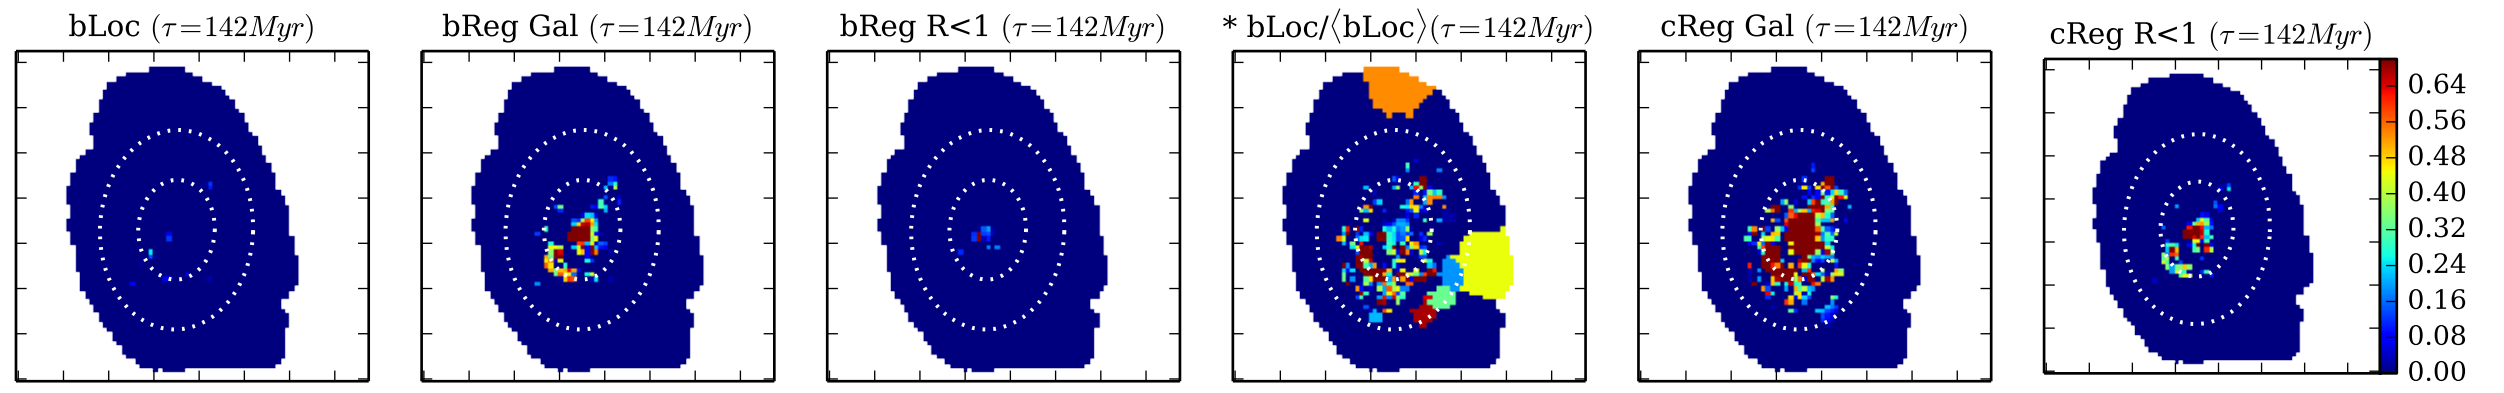 bLoc (τ=142Myr)
bReg Gal (τ=142Myr)
bReg R<1 (τ=142Myr)
* bLoc/⟨bLoc⟩(τ=142Myr)
cReg Gal (τ=142Myr)
cReg R<1 (τ=142Myr)
0.64
0.56
0.48
0.40
0.32
0.24
0.16
0.08
0.00